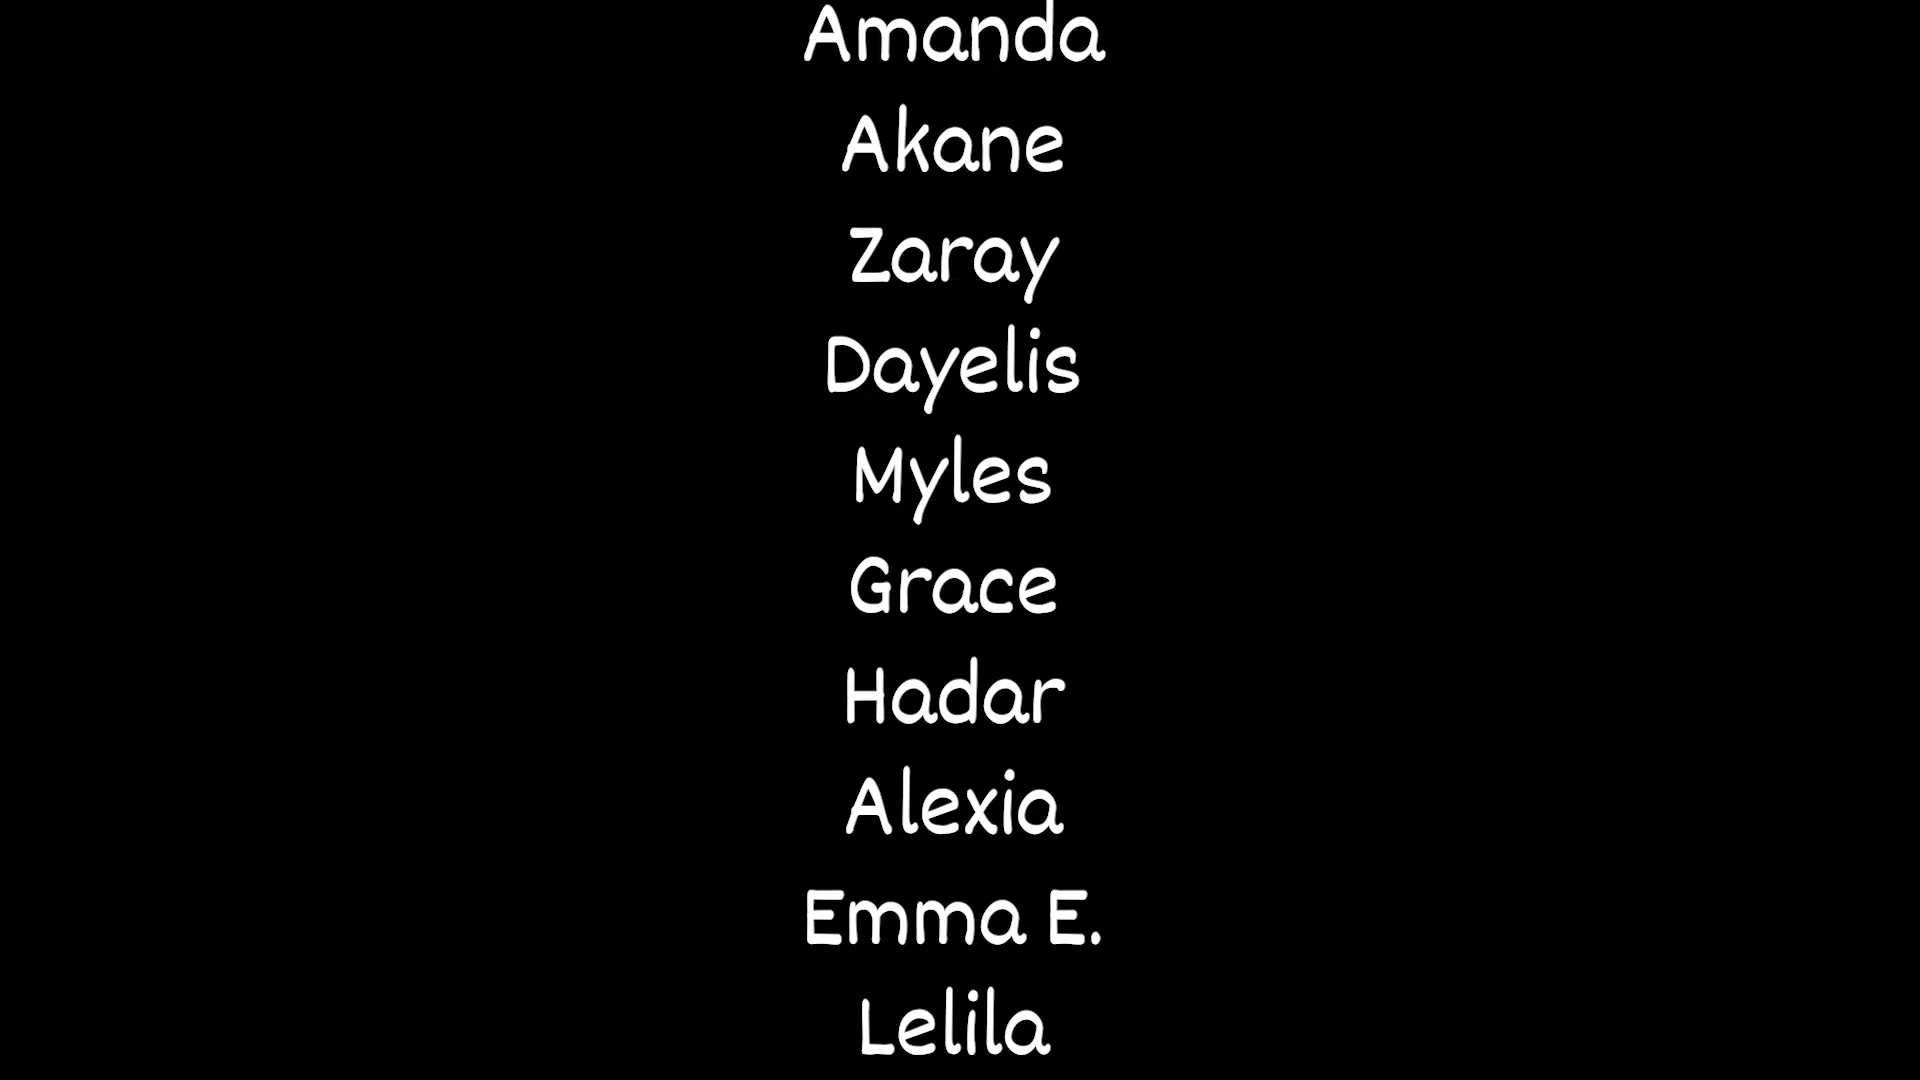 Amanda
Akane
Zaray
Dayelis
Myles
Grace
Hadar
Alexia
Emma E.
Lelila